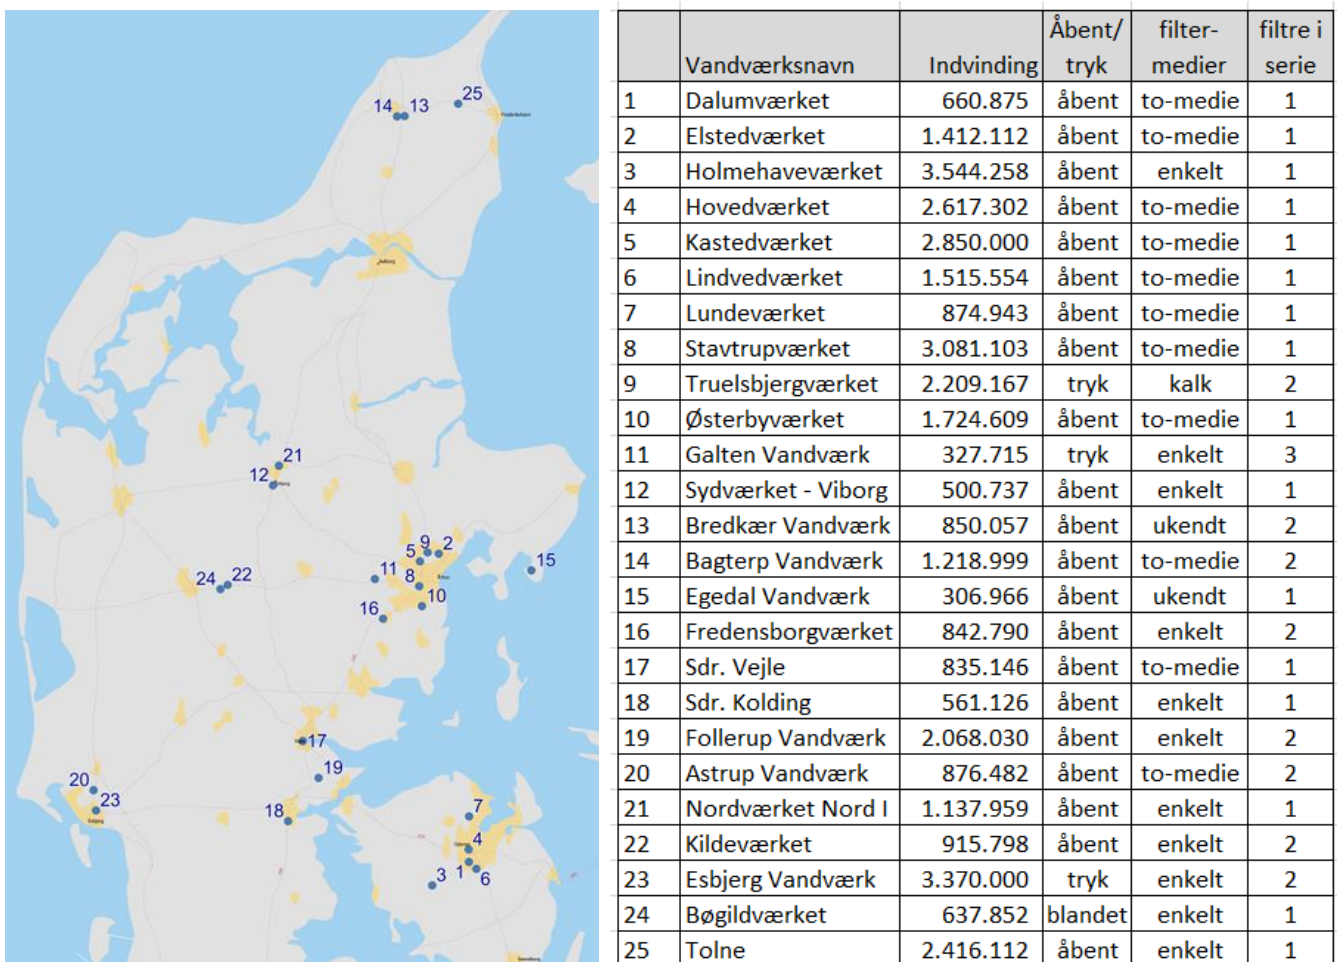 25
14 13
Frederikshavn
Aalborg
21
12
9
5 2
15
11
8
Århus
24 22
10
16
17
19
20
23
18
Esbjerg
7
4
Odense
1
3 6
Svendborg
Vandværksnavn Indvinding Åbent/ tryk filter- medier filtre i serie
1 Dalumværket 660.875 åbent to-medie 1
2 Elstedværket 1.412.112 åbent to-medie 1
3 Holmehaveværket 3.544.258 åbent enkelt 1
4 Hovedværket 2.617.302 åbent to-medie 1
5 Kastedværket 2.850.000 åbent to-medie 1
6 Lindvedværket 1.515.554 åbent to-medie 1
7 Lundeværket 874.943 åbent to-medie 1
8 Stavtrupværket 3.081.103 åbent to-medie 1
9 Truelsbjergværket 2.209.167 tryk kalk 2
10 Østerbyværket 1.724.609 åbent to-medie 1
11 Galten Vandværk 327.715 tryk enkelt 3
12 Sydværket - Viborg 500.737 åbent enkelt 1
13 Bredkær Vandværk 850.057 åbent ukendt 2
14 Bagterp Vandværk 1.218.999 åbent to-medie 2
15 Egedal Vandværk 306.966 åbent ukendt 1
16 Fredensborgværket 842.790 åbent enkelt 2
17 Sdr. Vejle 835.146 åbent to-medie 1
18 Sdr. Kolding 561.126 åbent enkelt 1
19 Follerup Vandværk 2.068.030 åbent enkelt 2
20 Astrup Vandværk 876.482 åbent to-medie 2
21 Nordværket Nord I 1.137.959 åbent enkelt 1
22 Kildeværket 915.798 åbent enkelt 2
23 Esbjerg Vandværk 3.370.000 tryk enkelt 2
24 Bøgildværket 637.852 blandet enkelt 1
25 Tolne 2.416.112 åbent enkelt 1